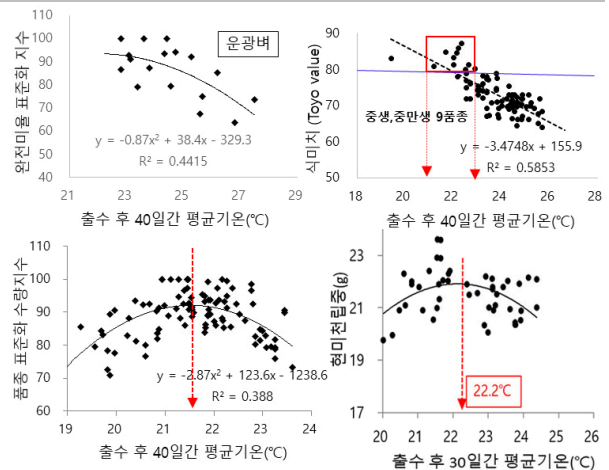 완전미율 표준화 지수
100
90
80
70
60
50
40
운광벼
y = -0.87x² + 38.4x - 329.3
R² = 0.4415
21
23
25
27
29
출수 후 40일간 평균기온(℃)
식미치 (Toyo value)
90
80
70
60
50
중생,중만생 9품종
y = -3.4748x + 155.9
R² = 0.5853
18
20
22
24
26
28
출수 후 40일간 평균기온(℃)
품종 표준화 수량지수
110
100
90
80
70
60
y = -2.87x² + 123.6x - 1238.6
R² = 0.388
19
20
21
22
23
24
출수 후 40일간 평균기온(℃)
현미천립중(g)
23
21
19
17
22.2℃
20
21
22
23
24
25
출수 후 30일간 평균기온(℃)